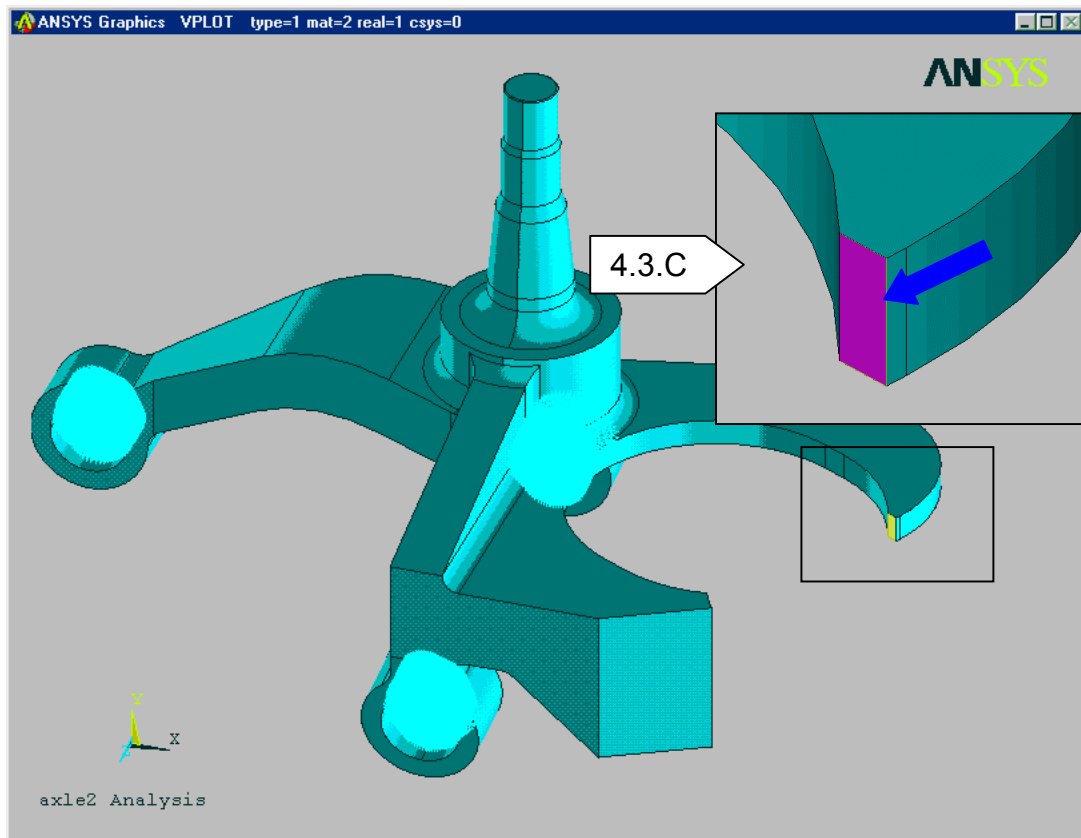 ANSYS Graphics VPLOT type=1 mat=2 real=1 csys=0
ANSYS
4.3.C
Y
X
Z
axle2 Analysis